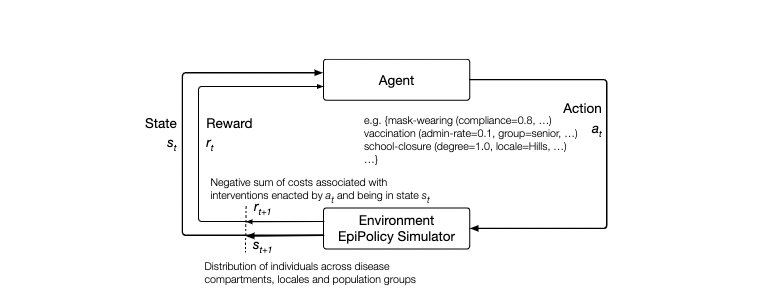 Agent
State
s_t
Reward
r_t
Action
a_t
e.g. {mask-wearing (compliance=0.8, …)
vaccination (admin-rate=0.1, group=senior, …)
school-closure (degree=1.0, locale=Hills, …)
…}
Negative sum of costs associated with
interventions enacted by a_t and being in state s_t
r_{t+1}
Environment
EpiPolicy Simulator
s_{t+1}
Distribution of individuals across disease
compartments, locales and population groups